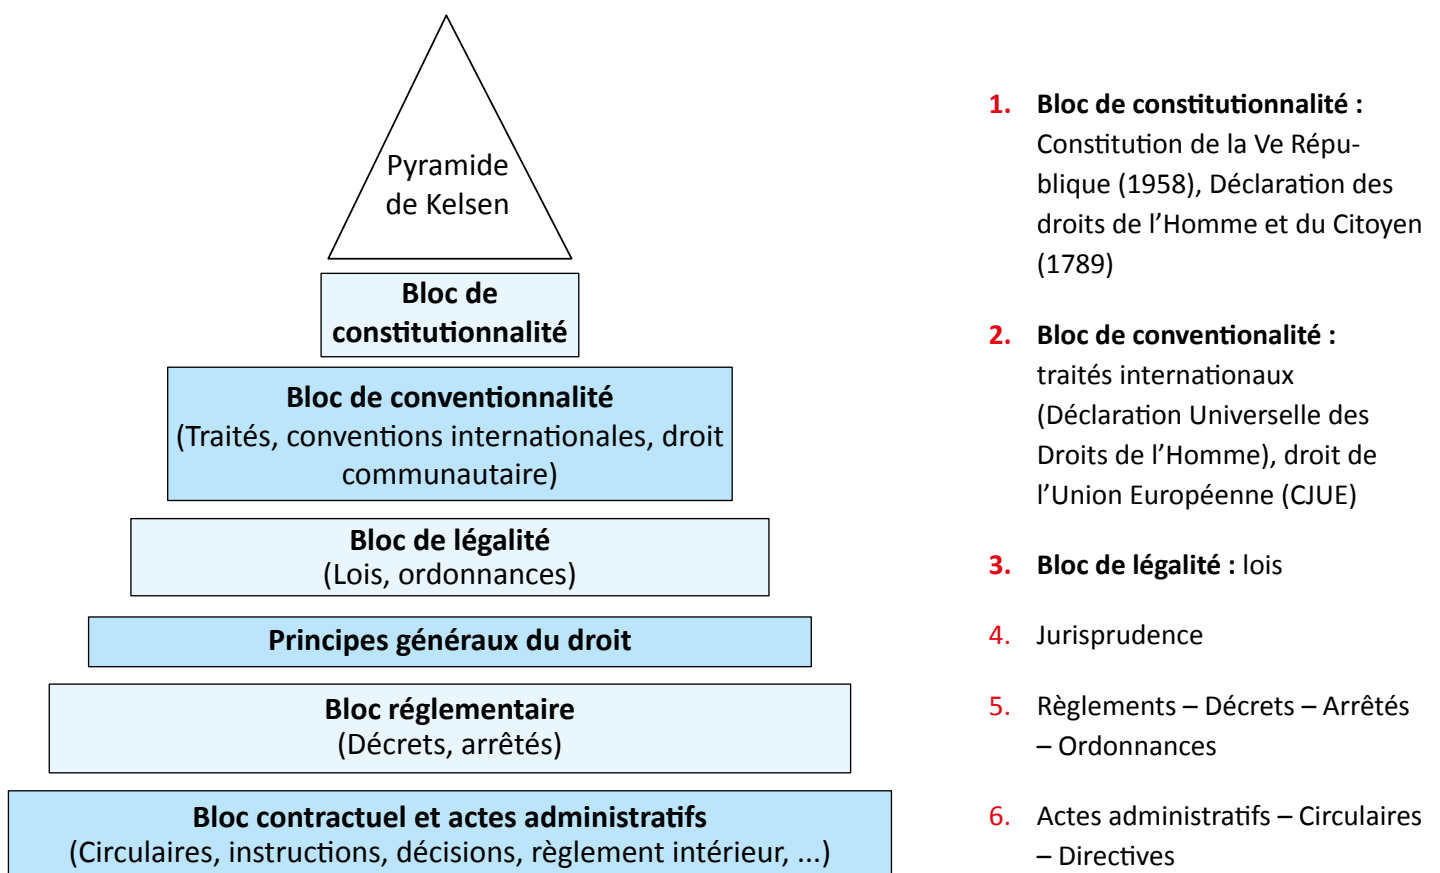 Pyramide
de Kelsen
Bloc de
constitutionnalité
Bloc de conventionnalité
(Traités, conventions internationales, droit
communautaire)
Bloc de légalité
(Lois, ordonnances)
Principes généraux du droit
Bloc réglementaire
(Décrets, arrêtés)
Bloc contractuel et actes administratifs
(Circulaires, instructions, décisions, règlement intérieur, ...)
1. Bloc de constitutionnalité :
Constitution de la Ve Répu-
blique (1958), Déclaration des
droits de l’Homme et du Citoyen
(1789)
2. Bloc de conventionalité :
traités internationaux
(Déclaration Universelle des
Droits de l’Homme), droit de
l’Union Européenne (CJUE)
3. Bloc de légalité : lois
4. Jurisprudence
5. Règlements – Décrets – Arrêtés
– Ordonnances
6. Actes administratifs – Circulaires
– Directives